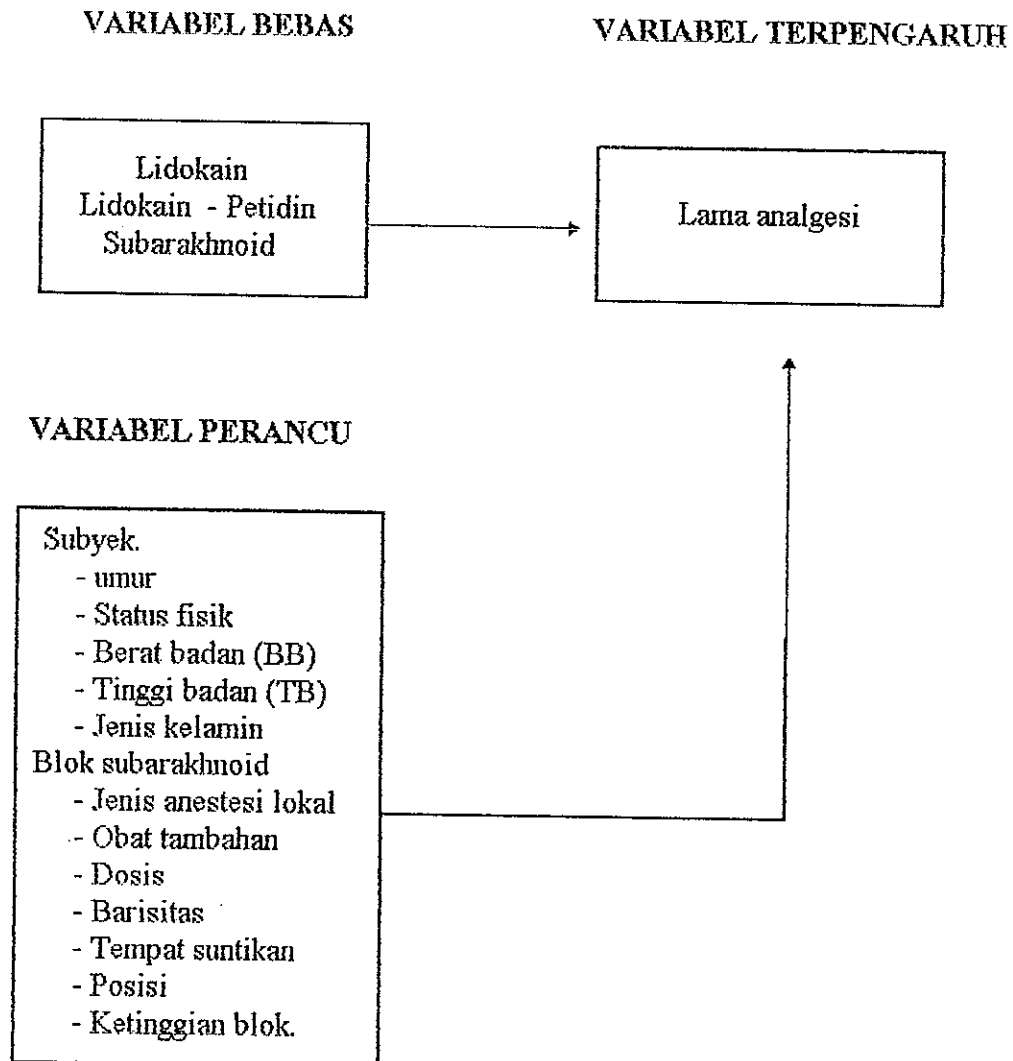 VARIABEL BEBAS
VARIABEL TERPENGARUH
Lidokain
Lidokain - Petidin
Subarakhnoid
Lama analgesi
VARIABEL PERANCU
Subyek.
- umur
- Status fisik
- Berat badan (BB)
- Tinggi badan (TB)
- Jenis kelamin
Blok subarakhnoid
- Jenis anestesi lokal
- Obat tambahan
- Dosis
- Barisitas
- Tempat suntikan
- Posisi
- Ketinggian blok.